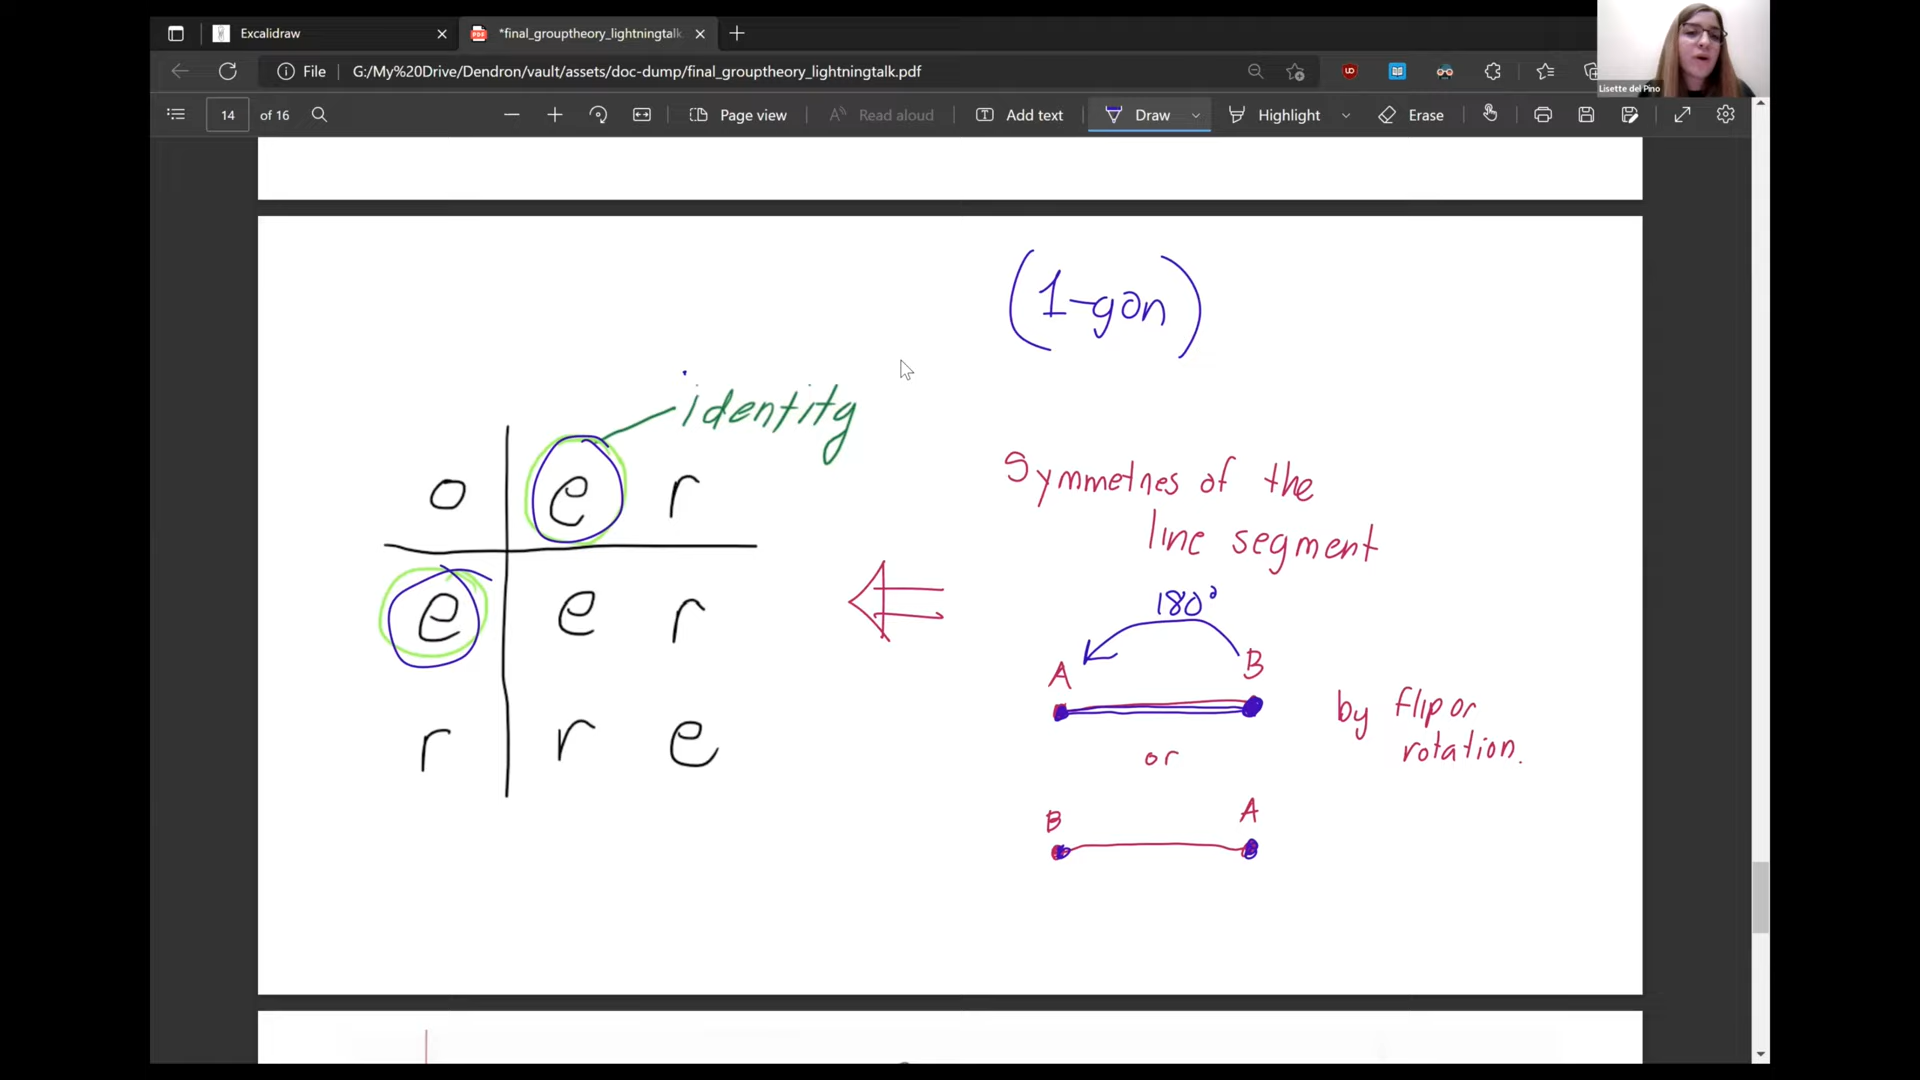 Excalidraw
*final_grouptheory_lightningtalk
File G:/My%20Drive/Dendron/vault/assets/doc-dump/final_grouptheory_lightningtalk.pdf
Lisette del Pino
14 of 16
Page view
Read aloud
Add text
Draw
Highlight
Erase
(1-gon)
identity
o e r
e e r
r r e
Symmetries of the
line segment
180°
A B
by flip or
rotation.
or
B A